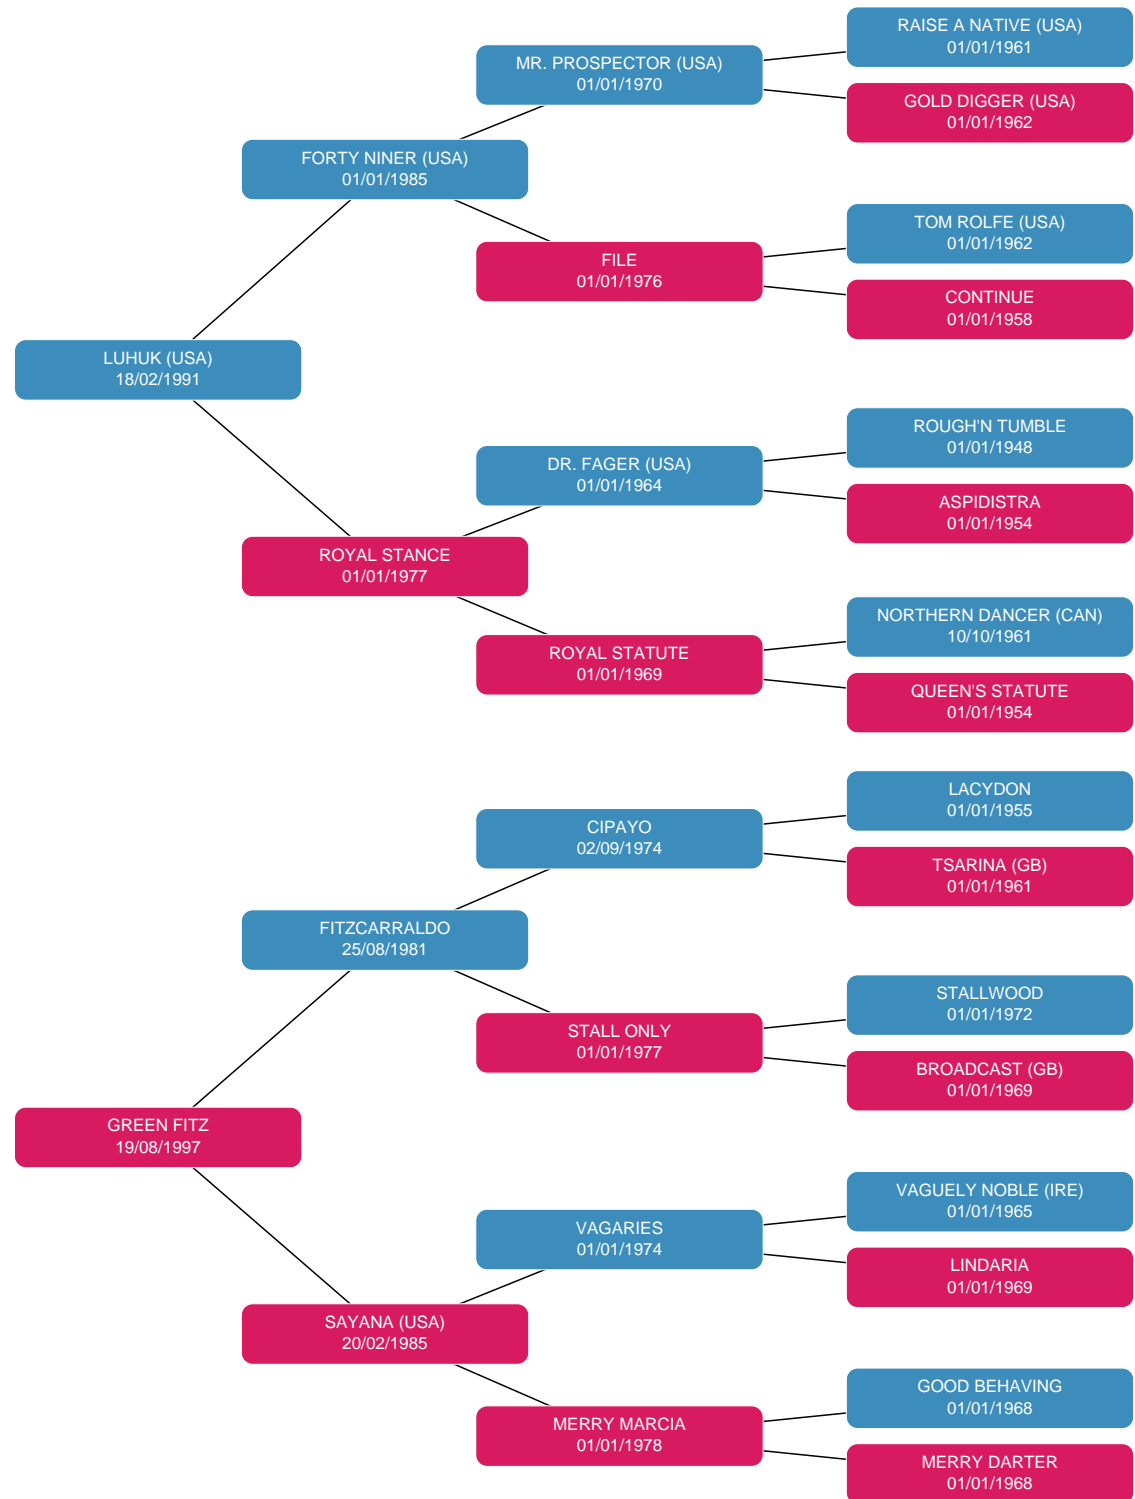 RAISE A NATIVE (USA)
01/01/1961
MR. PROSPECTOR (USA)
01/01/1970
GOLD DIGGER (USA)
01/01/1962
FORTY NINER (USA)
01/01/1985
TOM ROLFE (USA)
01/01/1962
FILE
01/01/1976
CONTINUE
01/01/1958
LUHUK (USA)
18/02/1991
ROUGH'N TUMBLE
01/01/1948
DR. FAGER (USA)
01/01/1964
ASPIDISTRA
01/01/1954
ROYAL STANCE
01/01/1977
NORTHERN DANCER (CAN)
10/10/1961
ROYAL STATUTE
01/01/1969
QUEEN'S STATUTE
01/01/1954
LACYDON
01/01/1955
CIPAYO
02/09/1974
TSARINA (GB)
01/01/1961
FITZCARRALDO
25/08/1981
STALLWOOD
01/01/1972
STALL ONLY
01/01/1977
BROADCAST (GB)
01/01/1969
GREEN FITZ
19/08/1997
VAGUELY NOBLE (IRE)
01/01/1965
VAGARIES
01/01/1974
LINDARIA
01/01/1969
SAYANA (USA)
20/02/1985
GOOD BEHAVING
01/01/1968
MERRY MARCIA
01/01/1978
MERRY DARTER
01/01/1968